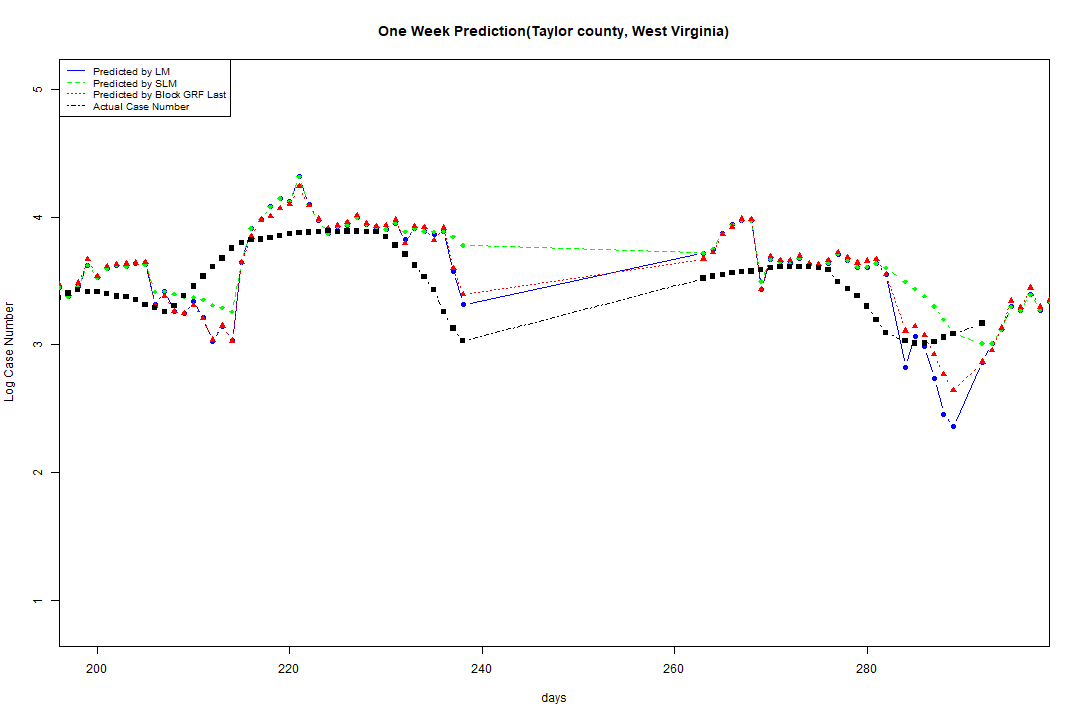 One Week Prediction(Taylor county, West Virginia)
Predicted by LM
Predicted by SLM
Predicted by Block GRF Last
Actual Case Number
5
4
3
2
1
Log Case Number
200 220 240 260 280
days